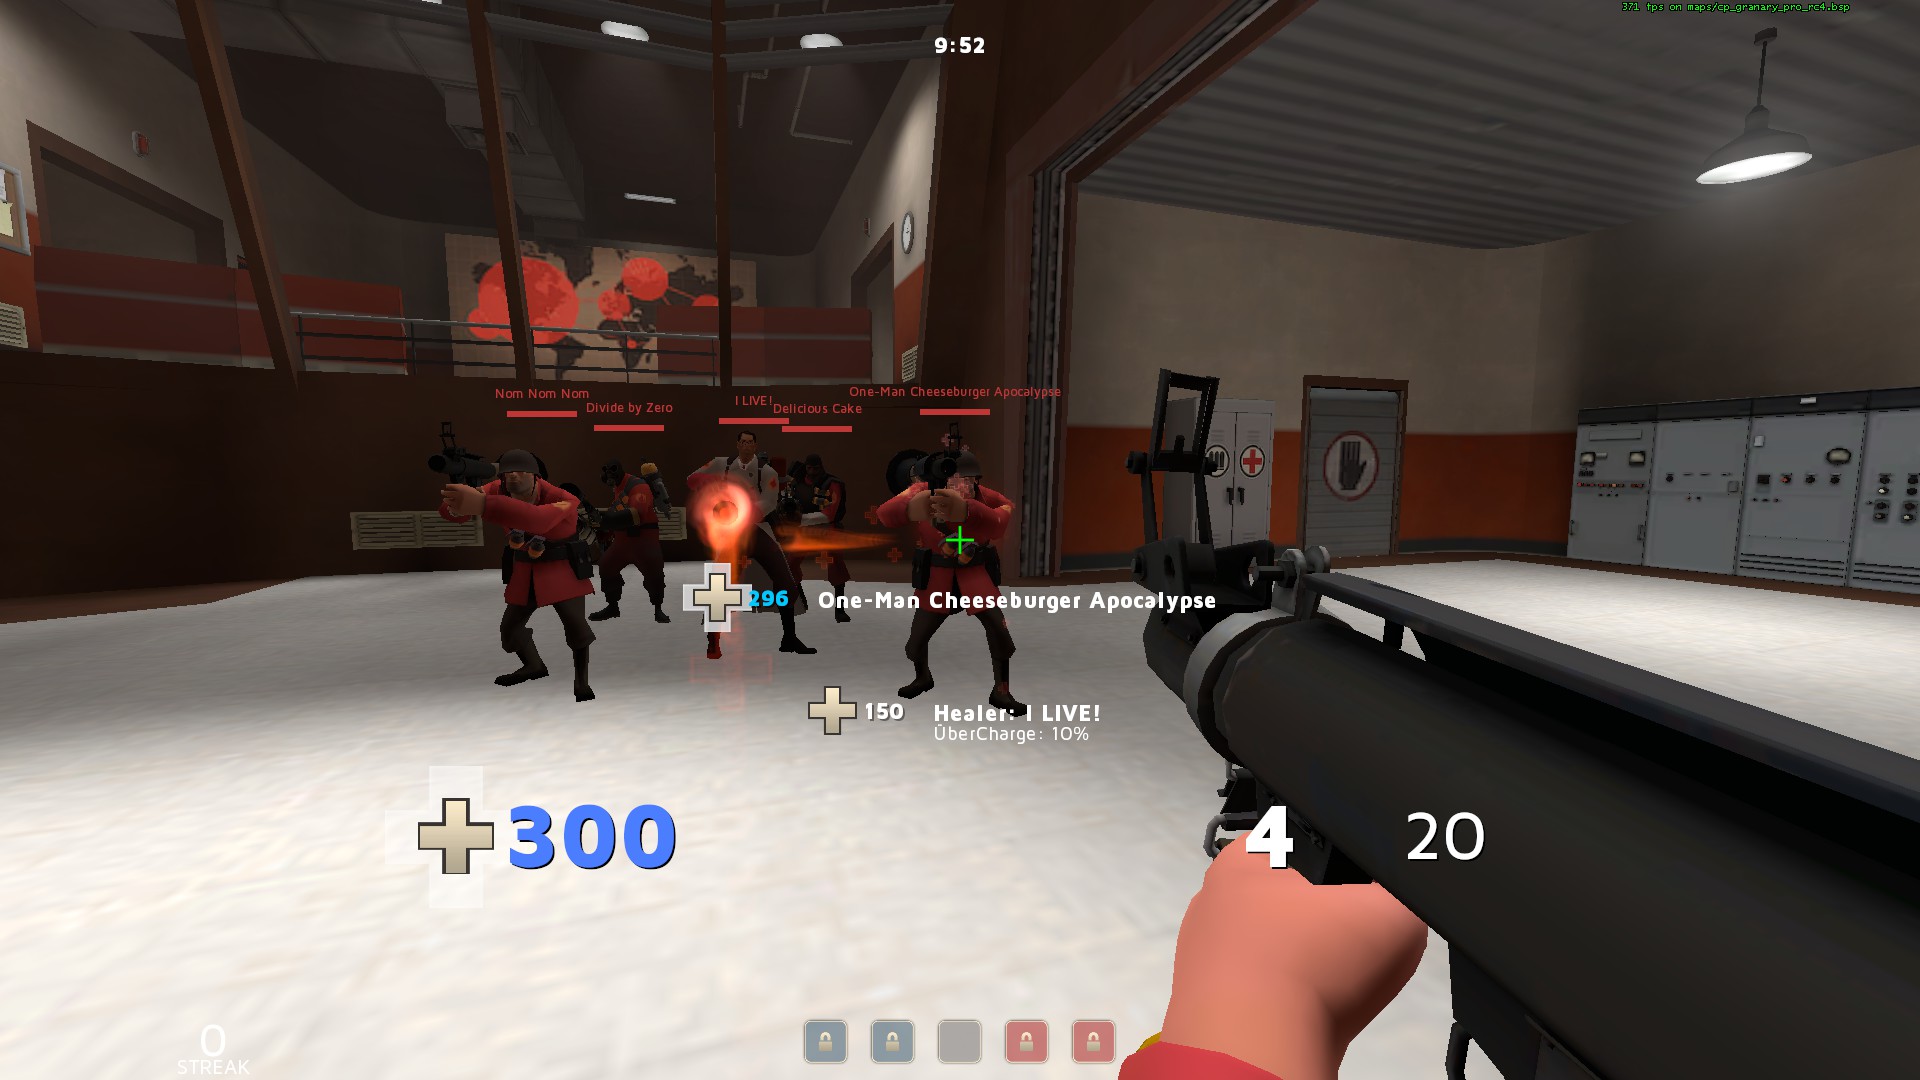 371 fps on maps/cp_granary_pro_rc4.bsp
9:52
Nom Nom Nom
Divide by Zero
I LIVE!
Delicious Cake
One-Man Cheeseburger Apocalypse
296
One-Man Cheeseburger Apocalypse
150
Healer: I LIVE!
ÜberCharge: 10%
300
4
20
0
STREAK